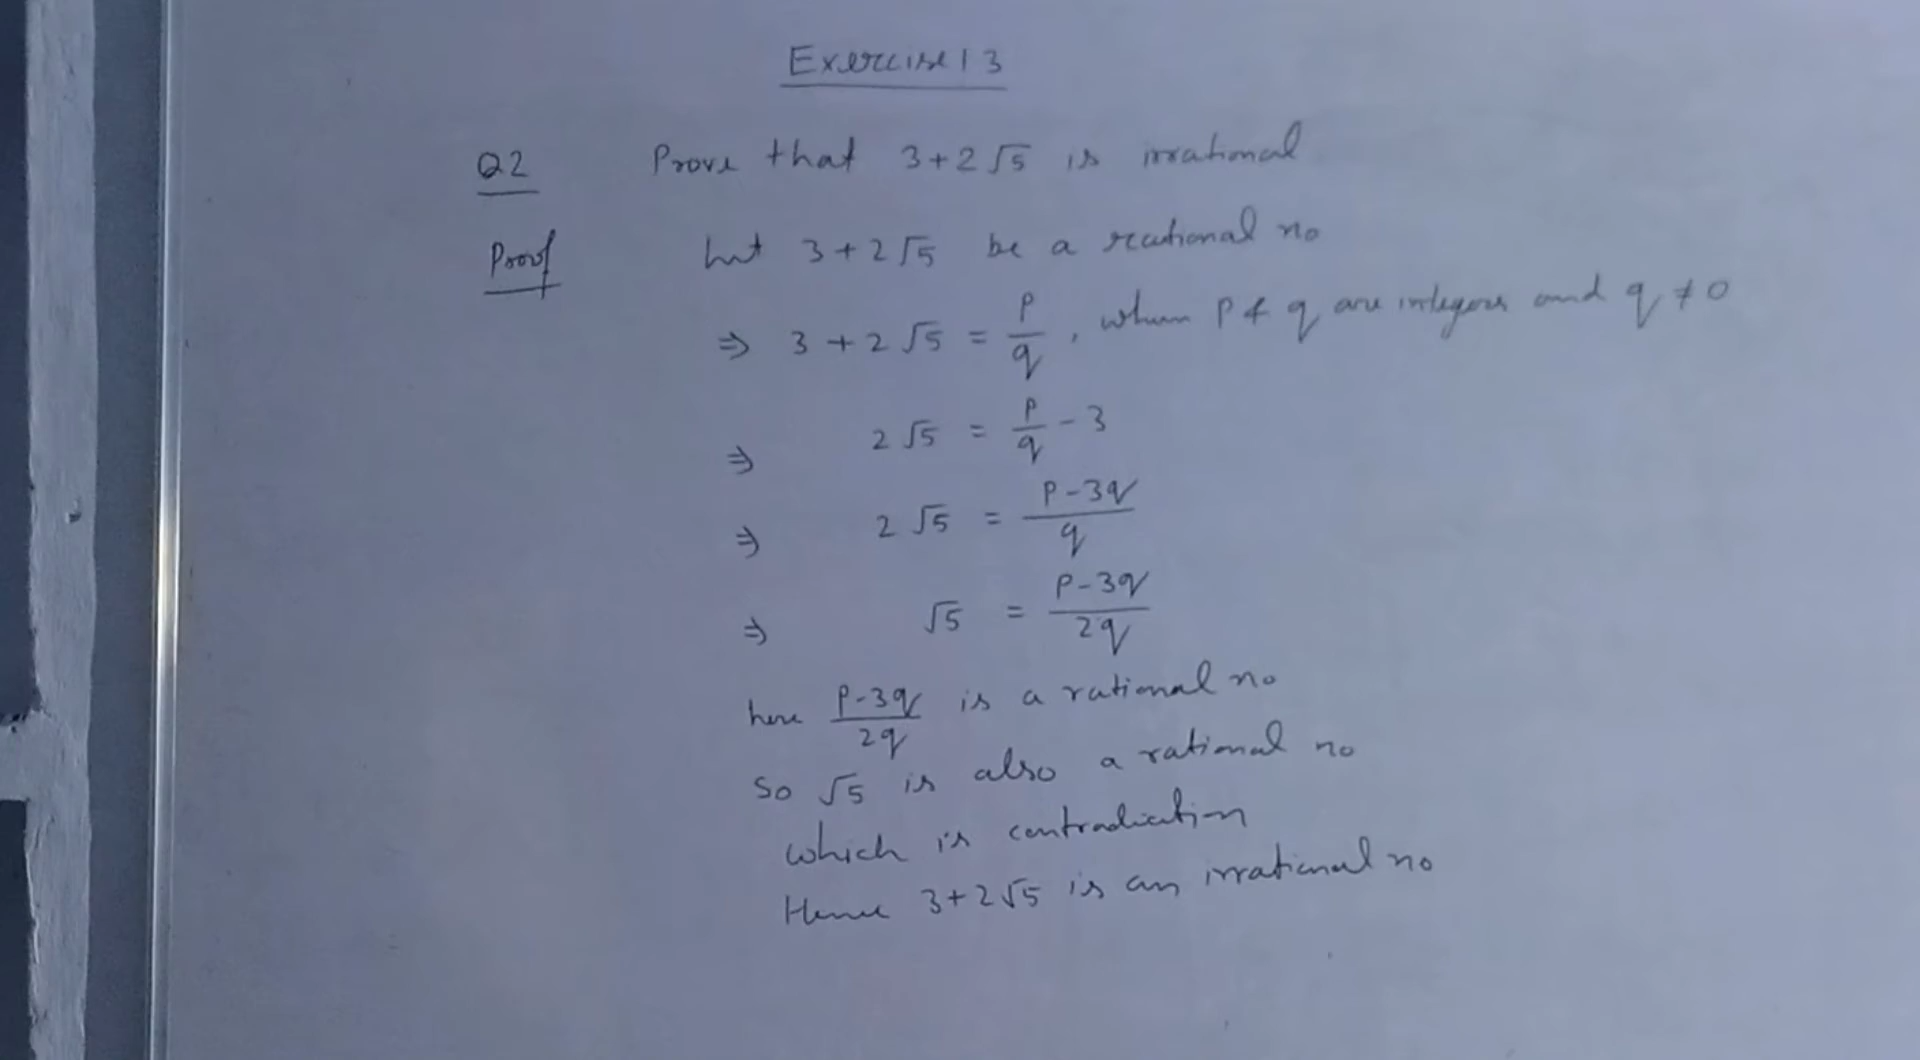 Exercise 1 3
Q2 Prove that 3+2√5 is irrational
Proof Let 3+2√5 be a rational no
⇒ 3+2√5 = p/q, where p & q are integers and q ≠ 0
⇒ 2√5 = p/q - 3
⇒ 2√5 = (p-3q)/q
⇒ √5 = (p-3q)/2q
here (p-3q)/2q is a rational no
So √5 is also a rational no
which is contradiction
Hence 3+2√5 is an irrational no